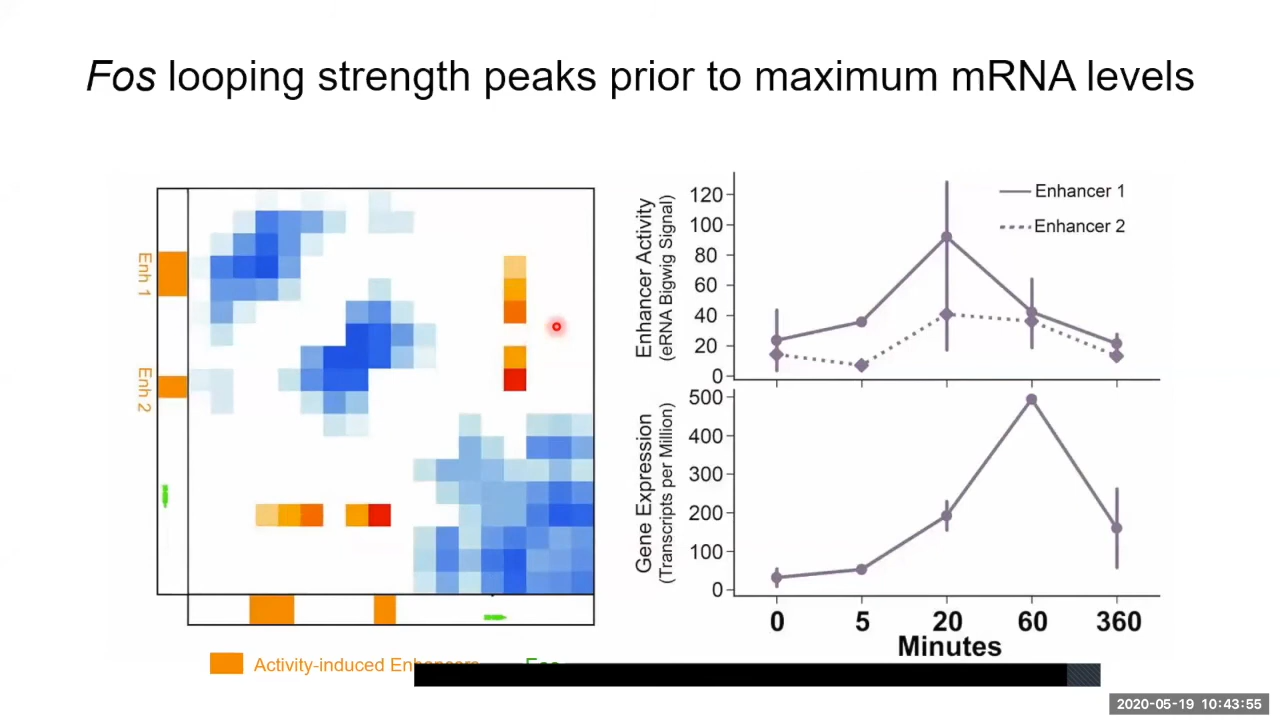 Fos looping strength peaks prior to maximum mRNA levels
Enh 1
Enh 2
Activity-induced Enhancers
Fos
Enhancer Activity
(eRNA Bigwig Signal)
120
100
80
60
40
20
0
Enhancer 1
Enhancer 2
Gene Expression
(Transcripts per Million)
500
400
300
200
100
0
0 5 20 60 360
Minutes
2020-05-19 10:43:55